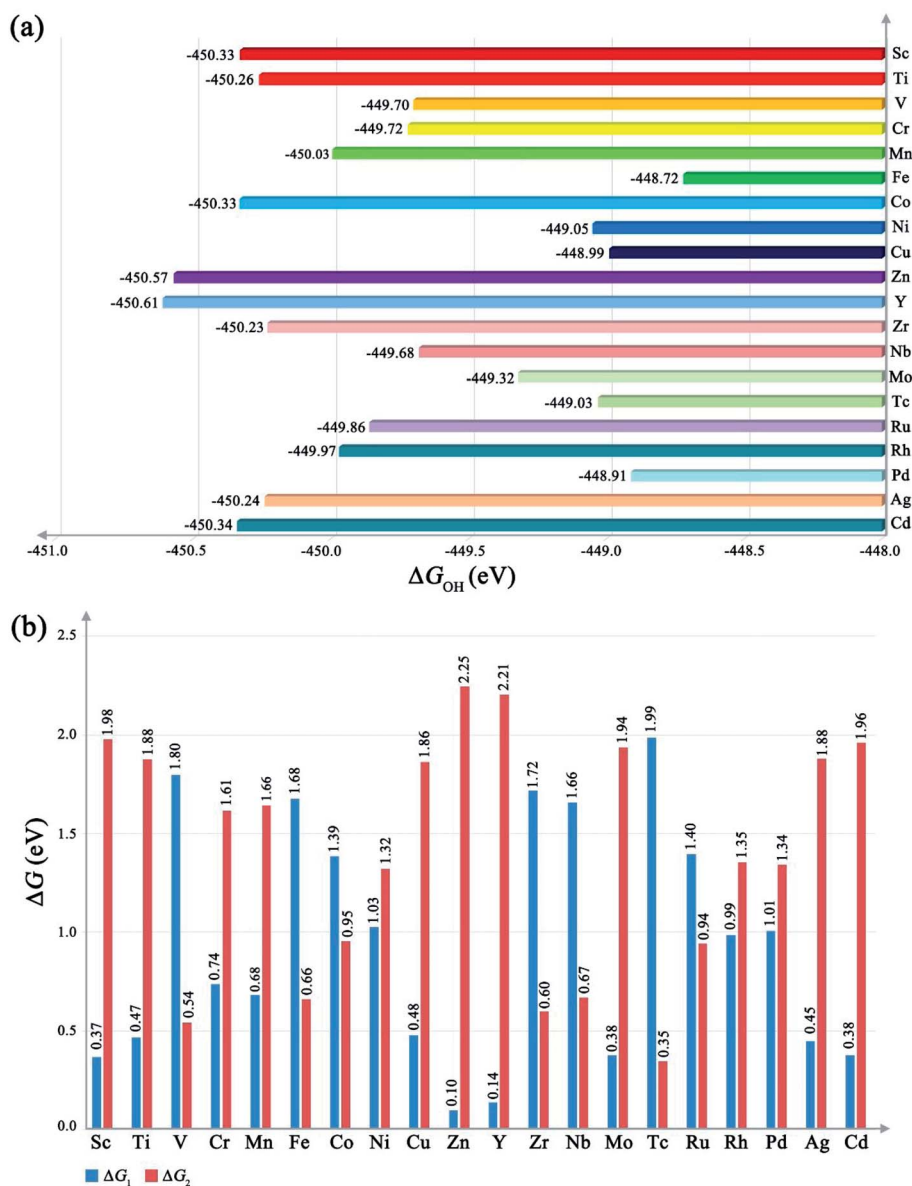 (a)
-450.33 Sc
-450.26 Ti
-449.70 V
-449.72 Cr
-450.03 Mn
-448.72 Fe
-450.33 Co
-449.05 Ni
-448.99 Cu
-450.57 Zn
-450.61 Y
-450.23 Zr
-449.68 Nb
-449.32 Mo
-449.03 Tc
-449.86 Ru
-449.97 Rh
-448.91 Pd
-450.24 Ag
-450.34 Cd
-451.0 -450.5 -450.0 -449.5 -449.0 -448.5 -448.0
ΔG_OH (eV)
(b)
2.5
2.0
1.5
1.0
0.5
0.0
ΔG (eV)
0.37 1.98
0.47 1.88
1.80 0.54
0.74 1.61
0.68 1.66
1.68 0.66
1.39 0.95
1.03 1.32
0.48 1.86
0.10 2.25
0.14 2.21
1.72 0.60
1.66 0.67
0.38 1.94
1.99 0.35
1.40 0.94
0.99 1.35
1.01 1.34
0.45 1.88
0.38 1.96
Sc Ti V Cr Mn Fe Co Ni Cu Zn Y Zr Nb Mo Tc Ru Rh Pd Ag Cd
ΔG₁ ΔG₂